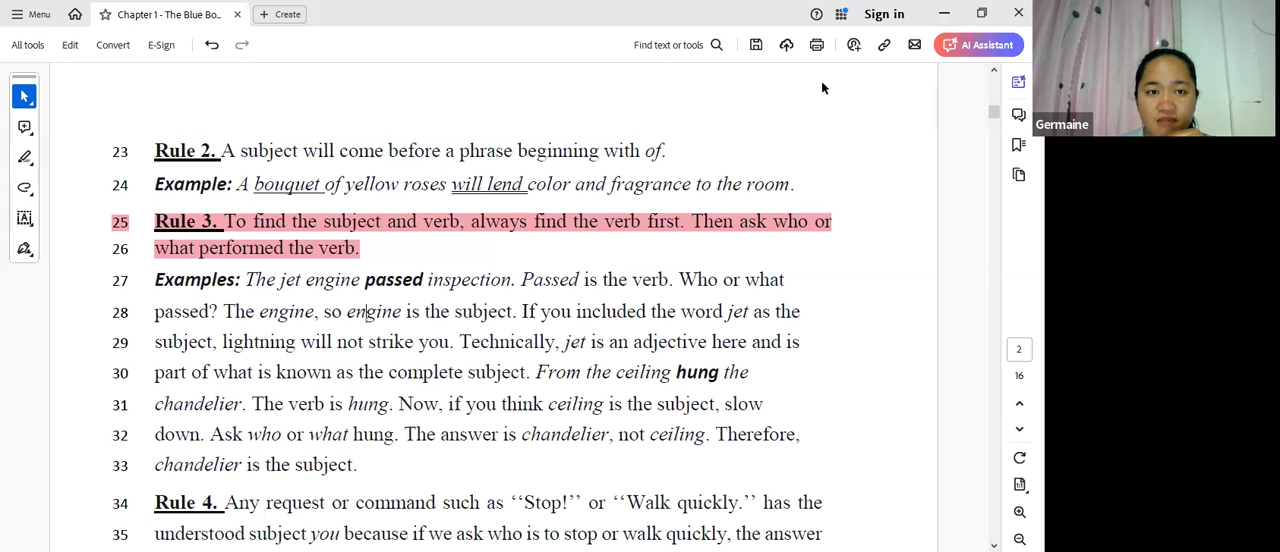 Menu
Chapter1 - The Blue Bo...
Create
Sign in
All tools
Edit
Convert
E-Sign
Find text or tools
AI Assistant
Germaine
23 Rule 2. A subject will come before a phrase beginning with of.
24 Example: A bouquet of yellow roses will lend color and fragrance to the room.
25 Rule 3. To find the subject and verb, always find the verb first. Then ask who or
26 what performed the verb.
27 Examples: The jet engine passed inspection. Passed is the verb. Who or what
28 passed? The engine, so engine is the subject. If you included the word jet as the
29 subject, lightning will not strike you. Technically, jet is an adjective here and is
30 part of what is known as the complete subject. From the ceiling hung the
31 chandelier. The verb is hung. Now, if you think ceiling is the subject, slow
32 down. Ask who or what hung. The answer is chandelier, not ceiling. Therefore,
33 chandelier is the subject.
34 Rule 4. Any request or command such as ‘‘Stop!’’ or ‘‘Walk quickly.’’ has the
35 understood subject you because if we ask who is to stop or walk quickly, the answer
2
16